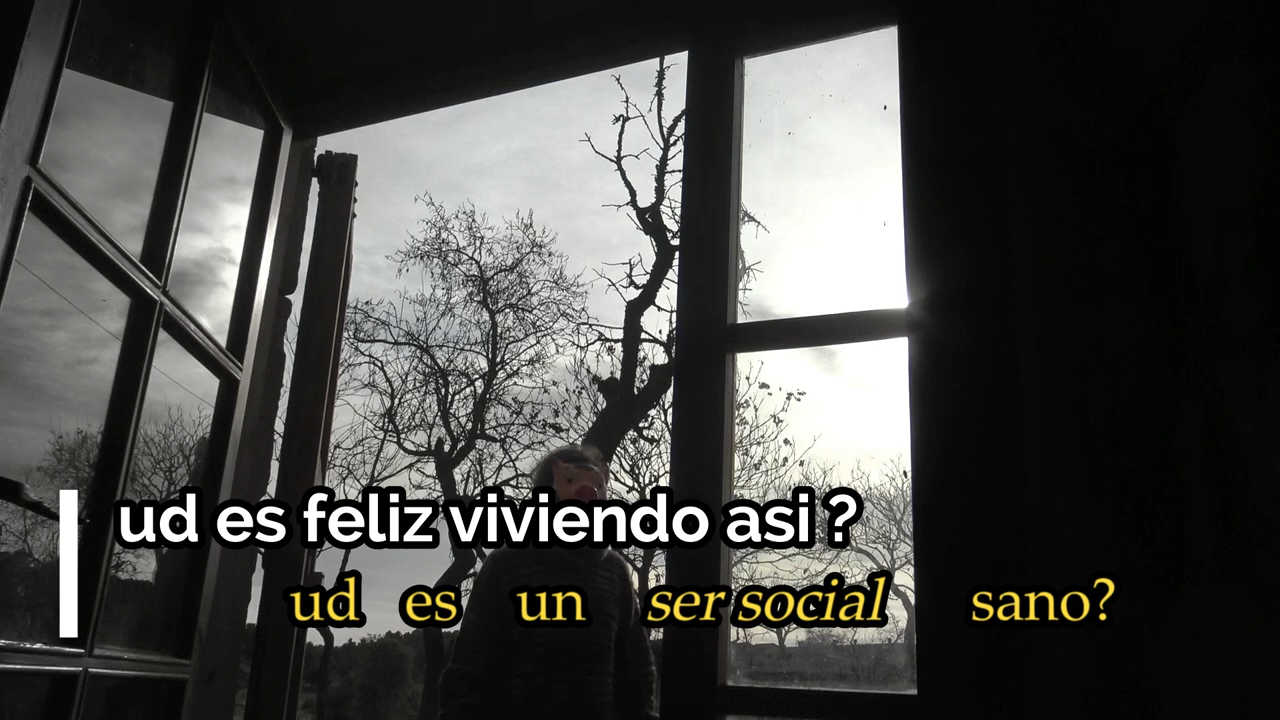 ud es feliz viviendo asi ?
ud es un ser social sano?